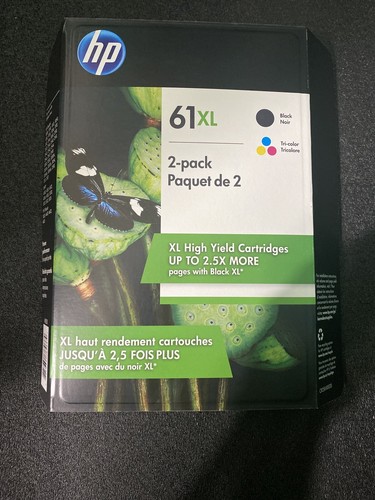 hp
61XL
Black
Noir
Tri-color
Tricolore
2-pack
Paquet de 2
XL High Yield Cartridges
UP TO 2.5X MORE
pages with Black XL*
XL haut rendement cartouches
JUSQU'À 2,5 FOIS PLUS
de pages avec du noir XL*